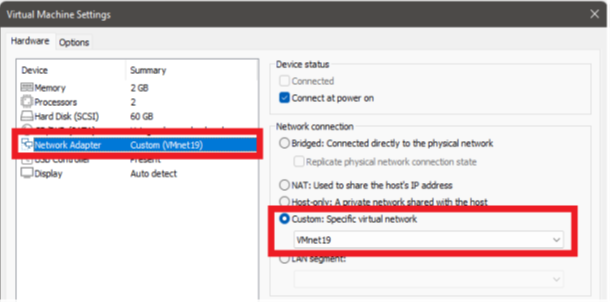 Virtual Machine Settings
Hardware Options
Device Summary
Memory 2 GB
Processors 2
Hard Disk (SCSI) 60 GB
Network Adapter Custom (VMnet19)
USB Controller Present
Display Auto detect
Device status
Connected
Connect at power on
Network connection
Bridged: Connected directly to the physical network
Replicate physical network connection state
NAT: Used to share the host's IP address
Host-only: A private network shared with the host
Custom: Specific virtual network
VMnet19
LAN segment: